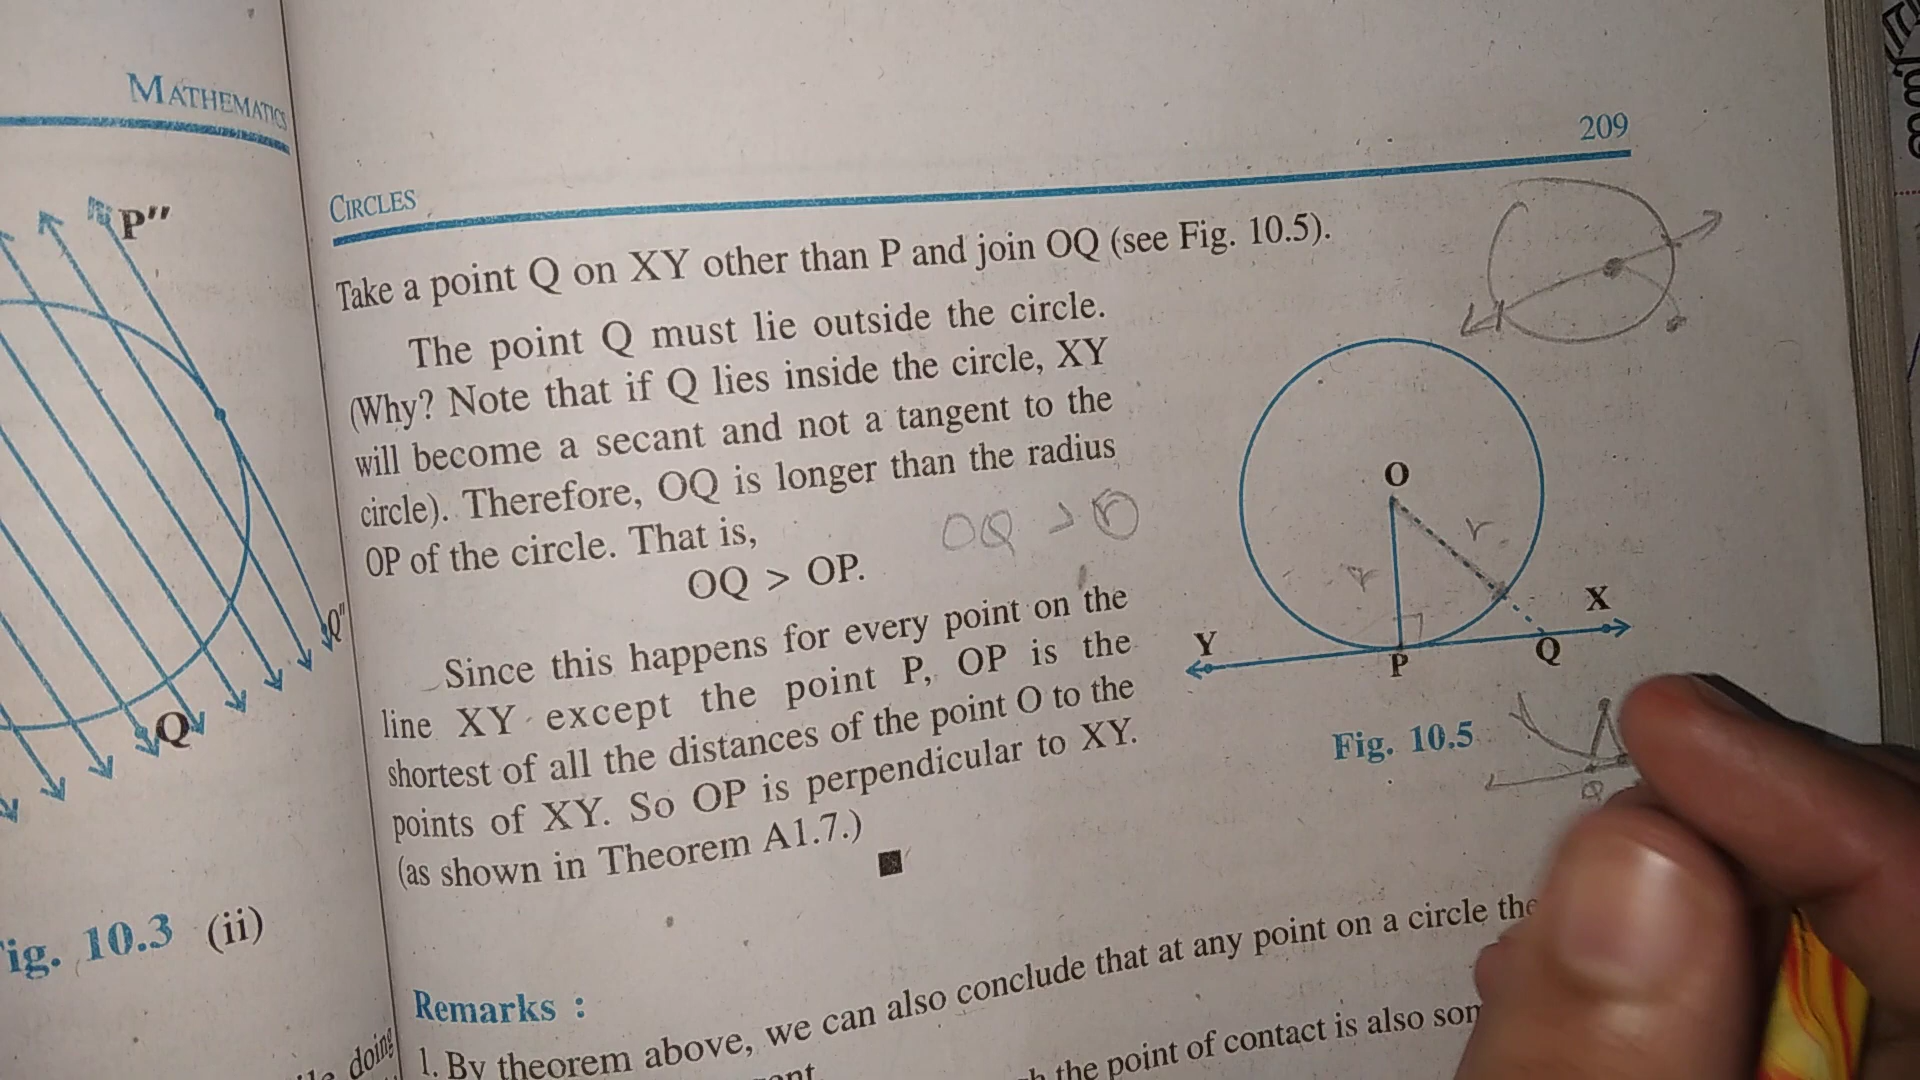 MATHEMATICS
P"
Q"
Q
Fig. 10.3 (ii)
doing
209
CIRCLES
Take a point Q on XY other than P and join OQ (see Fig. 10.5).
The point Q must lie outside the circle.
(Why? Note that if Q lies inside the circle, XY
will become a secant and not a tangent to the
circle). Therefore, OQ is longer than the radius
OP of the circle. That is,
OQ >
OQ > OP.
Since this happens for every point on the
line XY except the point P, OP is the
shortest of all the distances of the point O to the
points of XY. So OP is perpendicular to XY.
(as shown in Theorem A1.7.)
O
r
r
X
Y
P
Q
Fig. 10.5
Q
Remarks :
1. By theorem above, we can also conclude that at any point on a circle
the point of contact is also